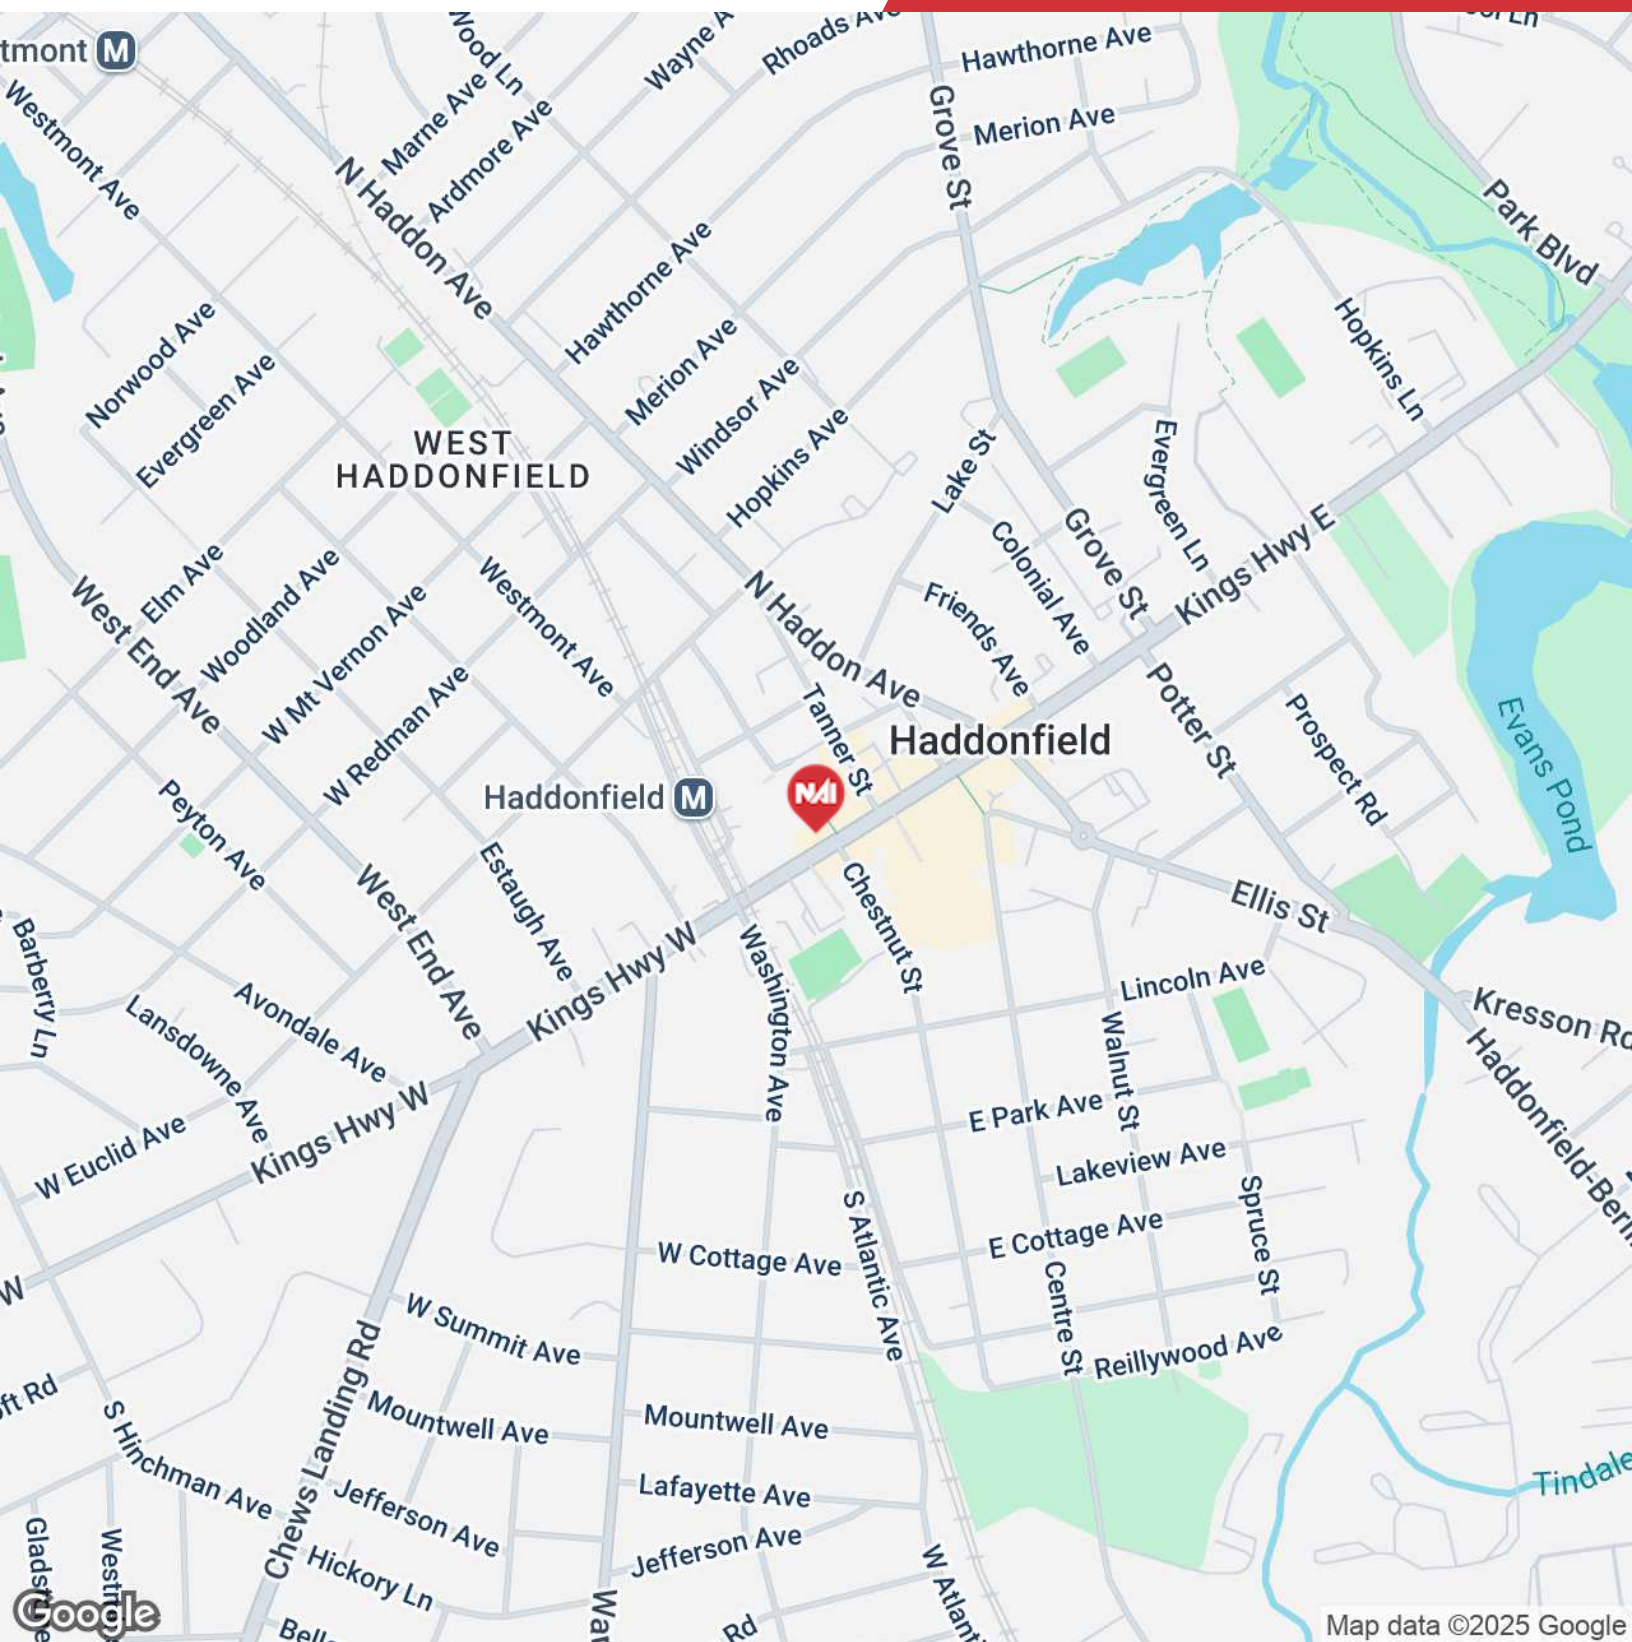 tmont M
Westmont Ave
Wood Ln
Marne Ave
Ardmore Ave
Rhoads Ave
Hawthorne Ave
Grove St
Merion Ave
N Haddon Ave
Park Blvd
Hawthorne Ave
Merion Ave
Windsor Ave
Hopkins Ave
Hopkins Ln
Norwood Ave
Evergreen Ave
WEST
HADDONFIELD
Lake St
Evergreen Ln
Colonial Ave
Grove St
Kings Hwy E
Elm Ave
Woodland Ave
W Mt Vernon Ave
W Redman Ave
West End Ave
Westmont Ave
N Haddon Ave
Friends Ave
Tanner St
Haddonfield
Potter St
Prospect Rd
Evans Pond
Haddonfield M
NAI
Peyton Ave
Estaugh Ave
West End Ave
Chestnut St
Ellis St
Kings Hwy W
Washington Ave
Barberry Ln
Avondale Ave
Lansdowne Ave
Lincoln Ave
Kresson Rd
Walnut St
W Euclid Ave
Kings Hwy W
E Park Ave
Lakeview Ave
Spruce St
W Cottage Ave
S Atlantic Ave
E Cottage Ave
Centre St
W
W Summit Ave
Reillywood Ave
Chews Landing Rd
ft Rd
S Hinchman Ave
Mountwell Ave
Mountwell Ave
Jefferson Ave
Lafayette Ave
Jefferson Ave
Hickory Ln
Rd
Google
Map data ©2025 Google